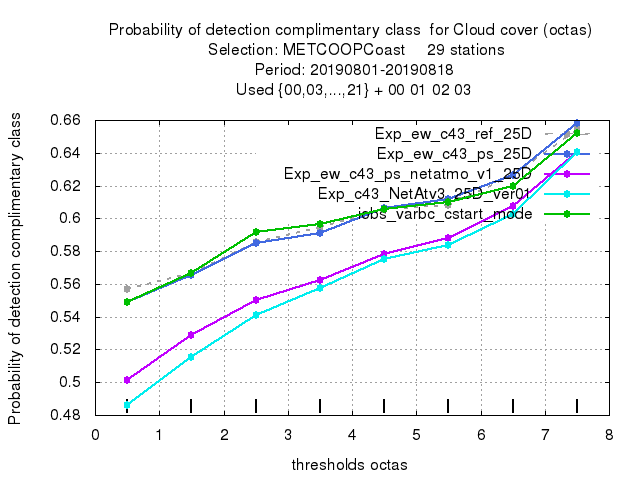 Probability of detection complimentary class for Cloud cover (octas)
Selection: METCOOPCoast 29 stations
Period: 20190801-20190818
Used {00,03,...,21} + 00 01 02 03
Probability of detection complimentary class
0.66
0.64
0.62
0.6
0.58
0.56
0.54
0.52
0.5
0.48
Exp_ew_c43_ref_25D
Exp_ew_c43_ps_25D
Exp_ew_c43_ps_netatmo_v1_25D
Exp_c43_NetAtv3_25D_ver01
iobs_varbc_cstart_mode
0 1 2 3 4 5 6 7 8
thresholds octas